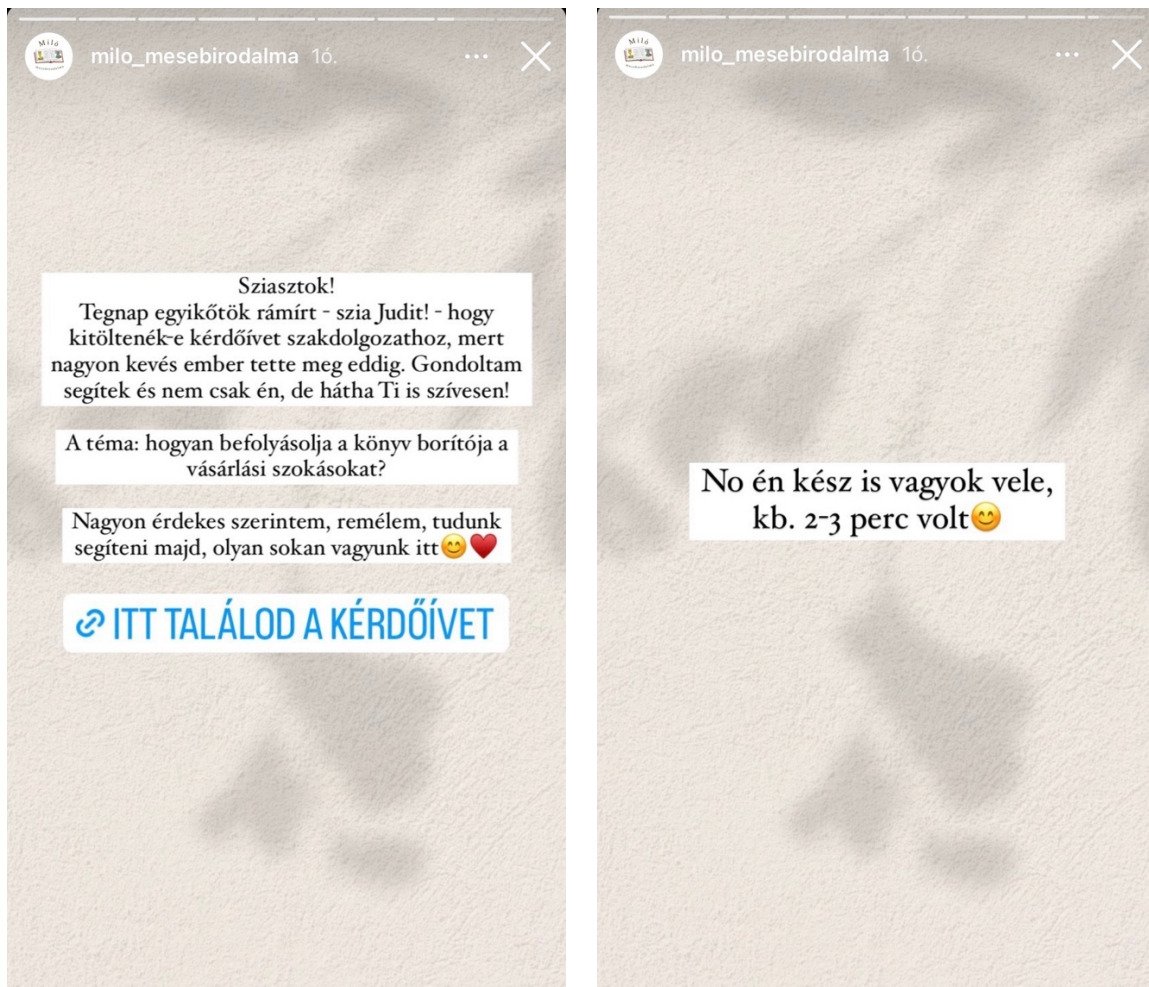 milo_mesebirodalma 1ó.
Sziasztok!
Tegnap egyikőtök rámírt - szia Judit! - hogy
kitöltenék-e kérdőívet szakdolgozathoz, mert
nagyon kevés ember tette meg eddig. Gondoltam
segítek és nem csak én, de hátha Ti is szívesen!
A téma: hogyan befolyásolja a könyv borítója a
vásárlási szokásokat?
Nagyon érdekes szerintem, remélem, tudunk
segíteni majd, olyan sokan vagyunk itt😊♥️
ITT TALÁLOD A KÉRDŐÍVET
milo_mesebirodalma 1ó.
No én kész is vagyok vele,
kb. 2-3 perc volt😊